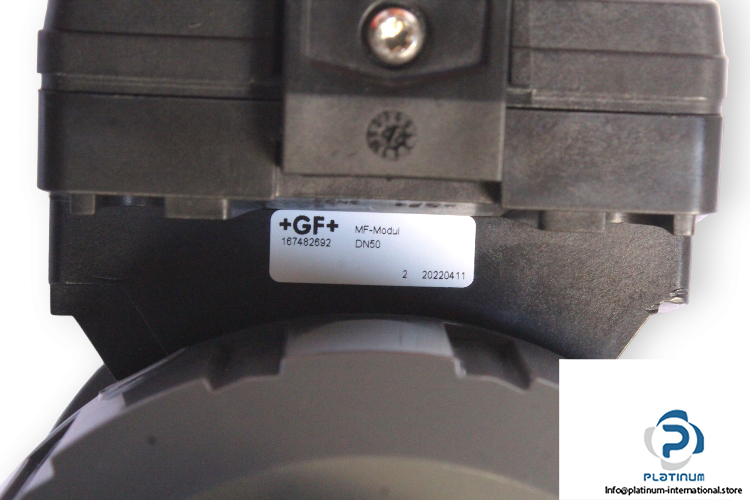 +GF+ MF-Modul
167482692 DN50
2 20220411
PLATINUM
Info@platinum-international.store